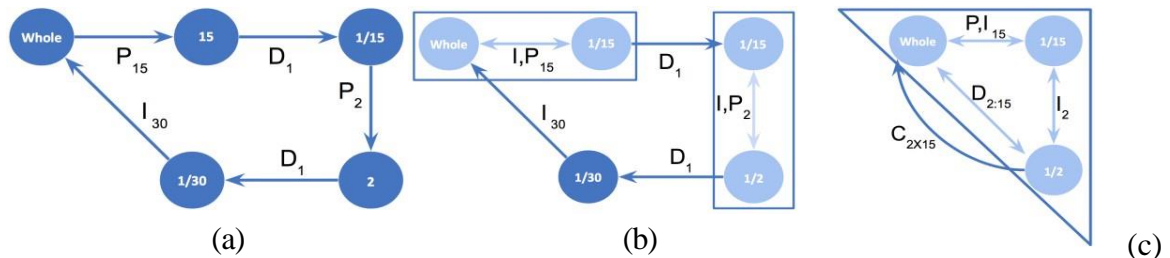 Whole
15
1/15
P15
D1
P2
I30
D1
1/30
2
(a)
Whole
1/15
1/15
I,P15
D1
I,P2
I30
D1
1/30
1/2
(b)
Whole
1/15
P,I15
D2:15
I2
C2X15
1/2
(c)